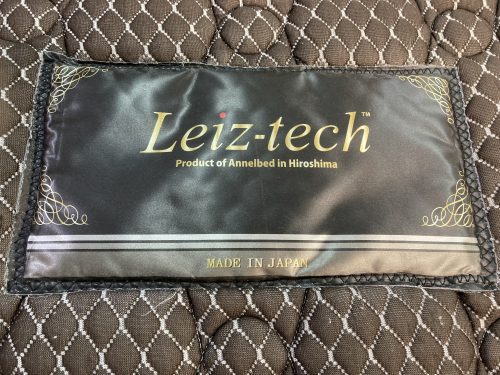 Leiz-tech™
Product of Annelbed in Hiroshima
MADE IN JAPAN